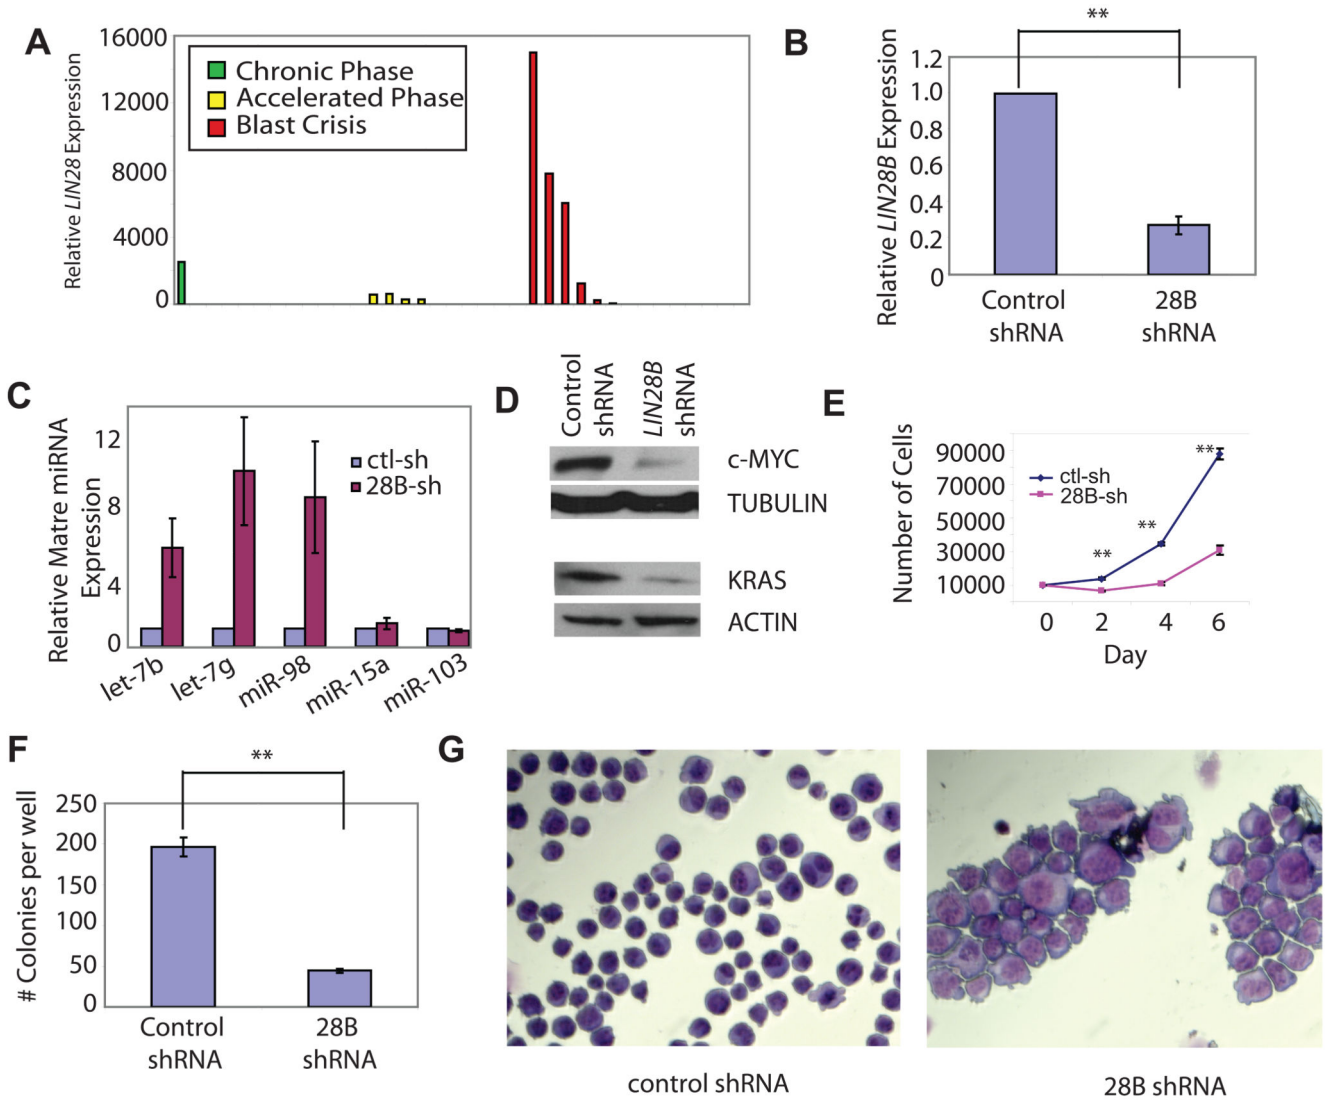 A
Relative LIN28 Expression
16000
12000
8000
4000
0
Chronic Phase
Accelerated Phase
Blast Crisis
B
**
Relative LIN28B Expression
1.2
1.0
0.8
0.6
0.4
0.2
0
Control
shRNA
28B
shRNA
C
Relative Matre miRNA
Expression
12
8
4
0
ctl-sh
28B-sh
let-7b
let-7g
miR-98
miR-15a
miR-103
D
Control
shRNA
LIN28B
shRNA
c-MYC
TUBULIN
KRAS
ACTIN
E
Number of Cells
90000
70000
50000
30000
10000
ctl-sh
28B-sh
**
**
**
0
2
4
6
Day
F
**
# Colonies per well
250
200
150
100
50
0
Control
shRNA
28B
shRNA
G
control shRNA
28B shRNA